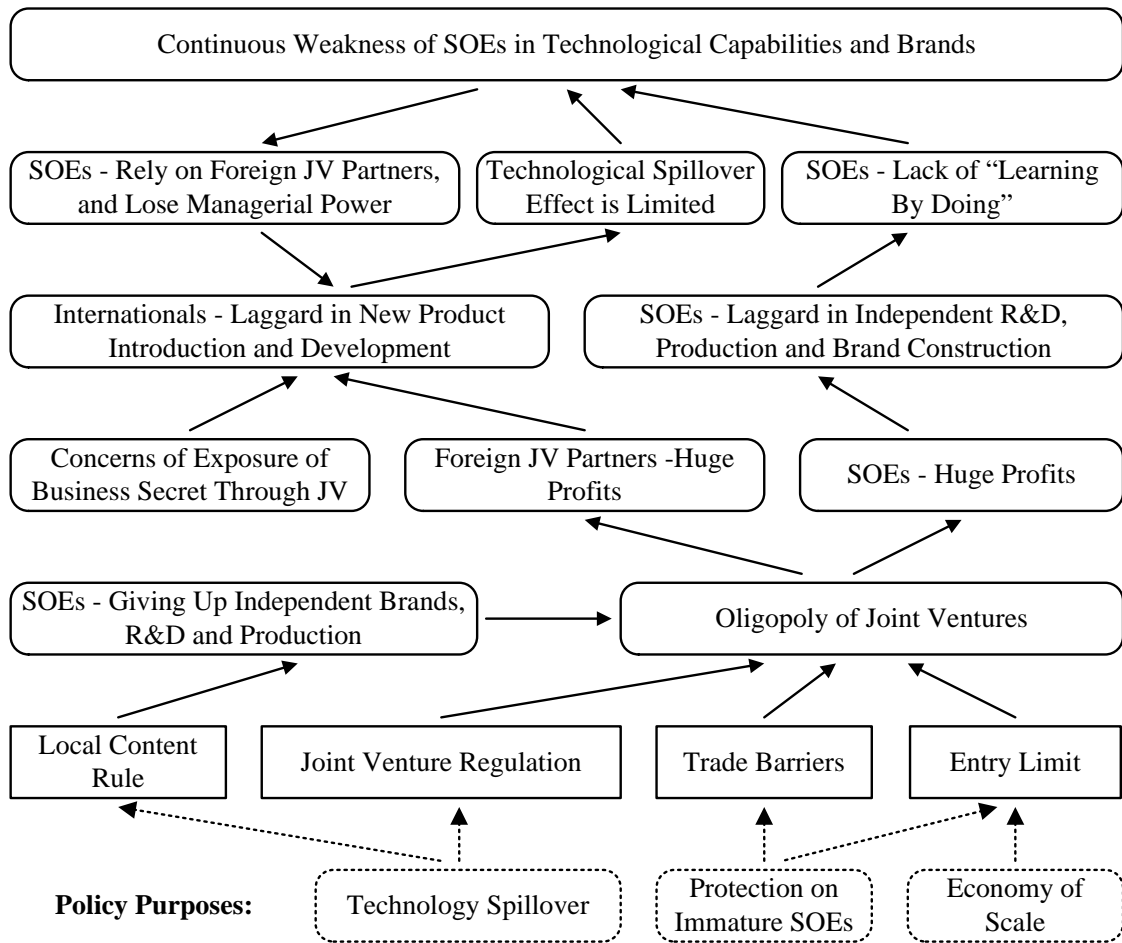 Continuous Weakness of SOEs in Technological Capabilities and Brands
SOEs - Rely on Foreign JV Partners,
and Lose Managerial Power
Technological Spillover
Effect is Limited
SOEs - Lack of “Learning
By Doing”
Internationals - Laggard in New Product
Introduction and Development
SOEs - Laggard in Independent R&D,
Production and Brand Construction
Concerns of Exposure of
Business Secret Through JV
Foreign JV Partners -Huge
Profits
SOEs - Huge Profits
SOEs - Giving Up Independent Brands,
R&D and Production
Oligopoly of Joint Ventures
Local Content
Rule
Joint Venture Regulation
Trade Barriers
Entry Limit
Policy Purposes:
Technology Spillover
Protection on
Immature SOEs
Economy of
Scale